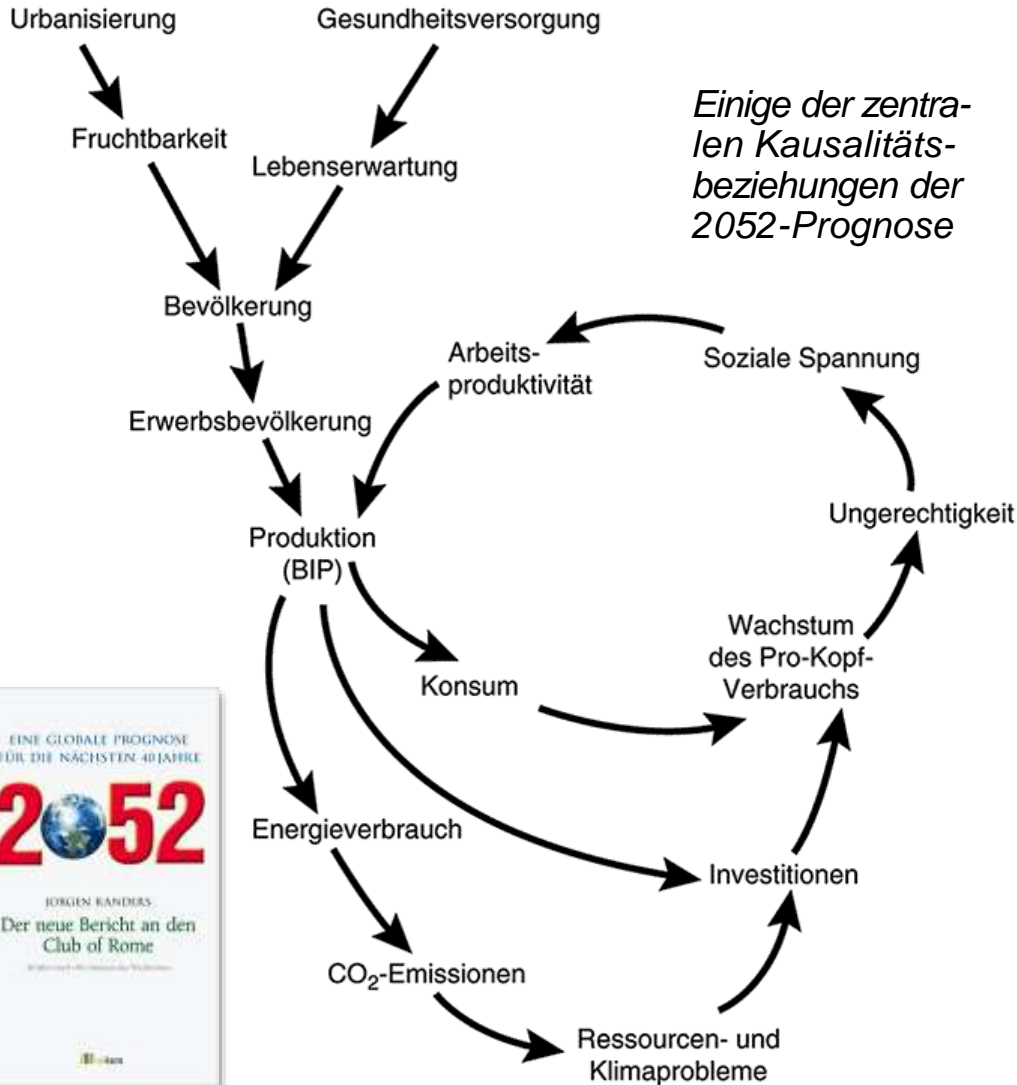 Urbanisierung
Gesundheitsversorgung
Einige der zentra-
len Kausalitäts-
beziehungen der
2052-Prognose
Fruchtbarkeit
Lebenserwartung
Bevölkerung
Arbeits-
produktivität
Soziale Spannung
Erwerbsbevölkerung
Ungerechtigkeit
Produktion
(BIP)
Wachstum
des Pro-Kopf-
Verbrauchs
Konsum
EINE GLOBALE PROGNOSE
FÜR DIE NÄCHSTEN 40 JAHRE
2052
JORGEN RANDERS
Der neue Bericht an den
Club of Rome
Energieverbrauch
Investitionen
CO₂-Emissionen
Ressourcen- und
Klimaprobleme